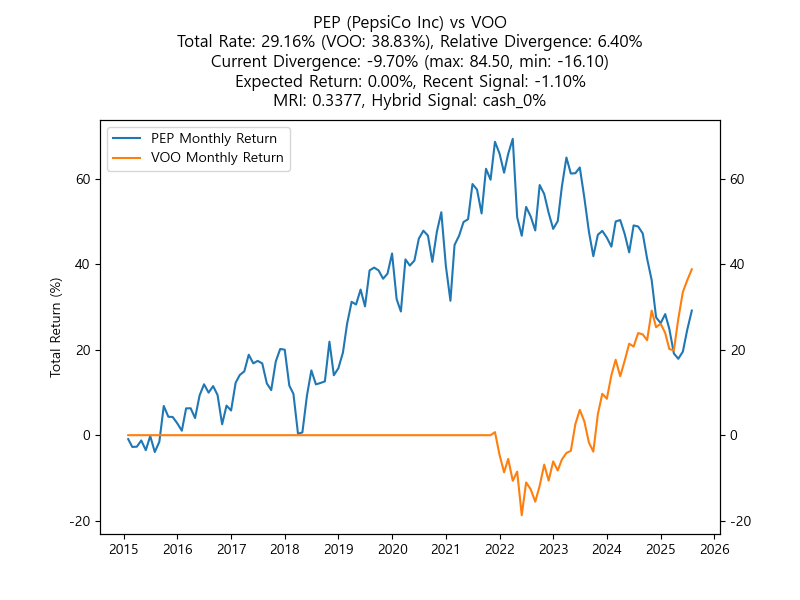 PEP (PepsiCo Inc) vs VOO
Total Rate: 29.16% (VOO: 38.83%), Relative Divergence: 6.40%
Current Divergence: -9.70% (max: 84.50, min: -16.10)
Expected Return: 0.00%, Recent Signal: -1.10%
MRI: 0.3377, Hybrid Signal: cash_0%
PEP Monthly Return
VOO Monthly Return
Total Return (%)
60 60
40 40
20 20
0 0
-20 -20
2015 2016 2017 2018 2019 2020 2021 2022 2023 2024 2025 2026